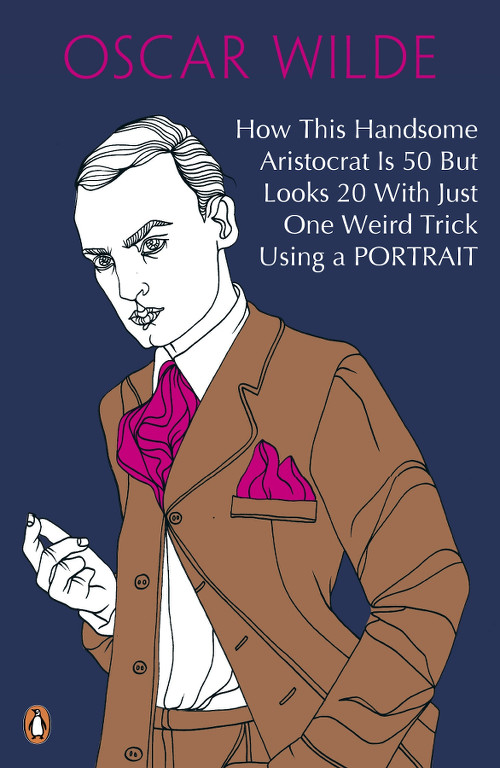 OSCAR WILDE
How This Handsome
Aristocrat Is 50 But
Looks 20 With Just
One Weird Trick
Using a PORTRAIT